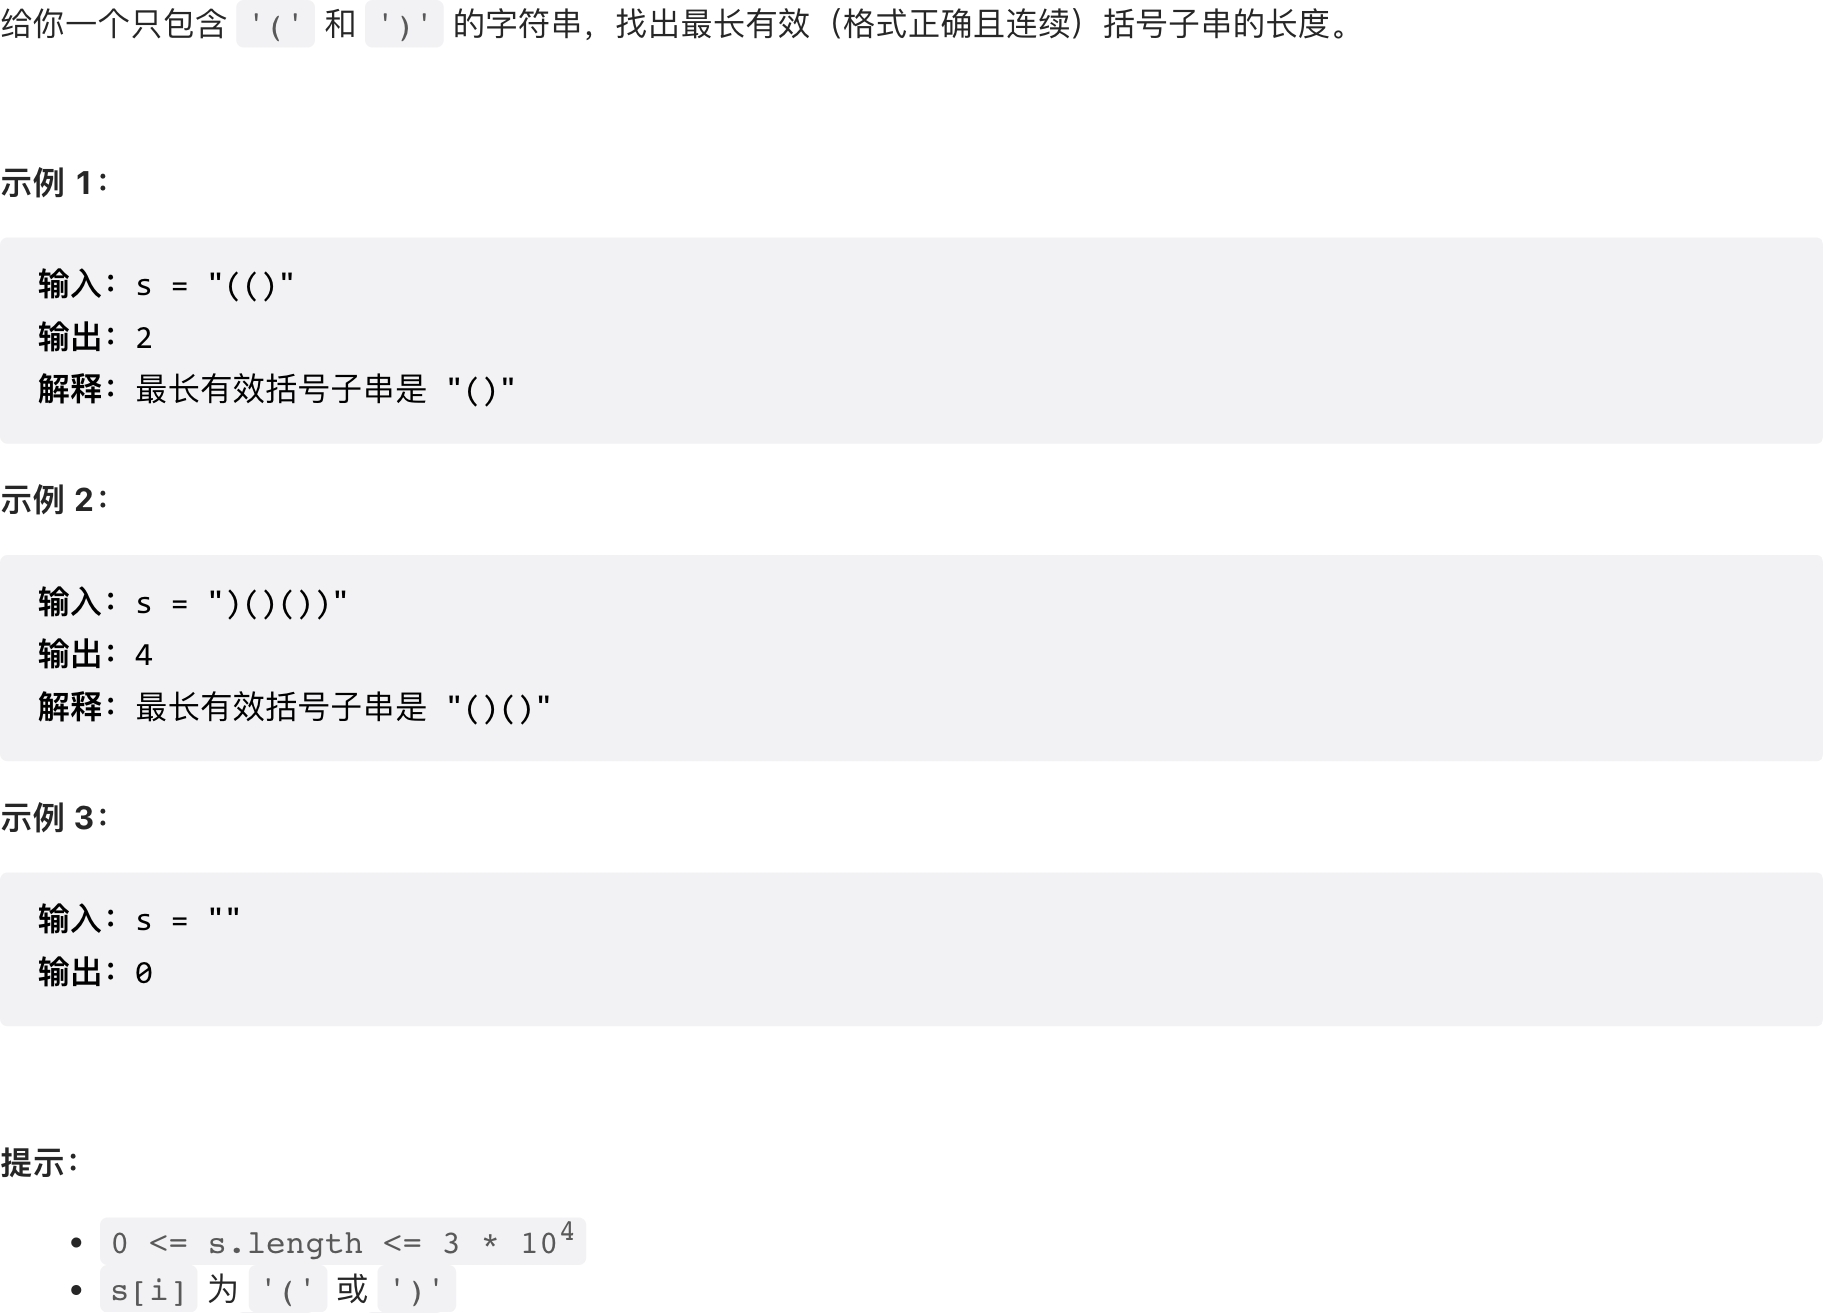 给你一个只包含 '(' 和 ')' 的字符串，找出最长有效（格式正确且连续）括号子串的长度。
示例 1：
输入：s = "(()"
输出：2
解释：最长有效括号子串是 "()"
示例 2：
输入：s = ")()())"
输出：4
解释：最长有效括号子串是 "()()"
示例 3：
输入：s = ""
输出：0
提示：
• 0 <= s.length <= 3 * 10⁴
• s[i] 为 '(' 或 ')'